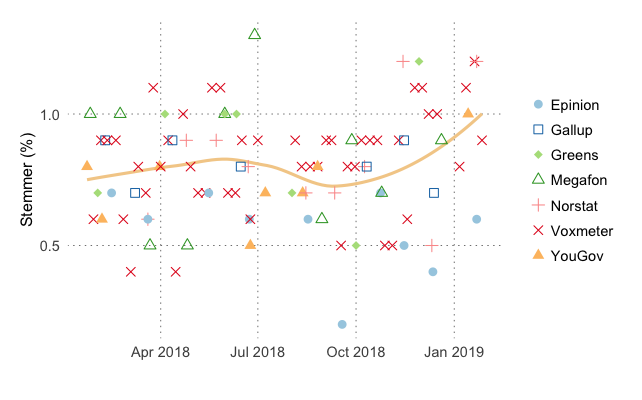 Stemmer (%)
1.0
0.5
Apr 2018
Jul 2018
Oct 2018
Jan 2019
Epinion
Gallup
Greens
Megafon
Norstat
Voxmeter
YouGov